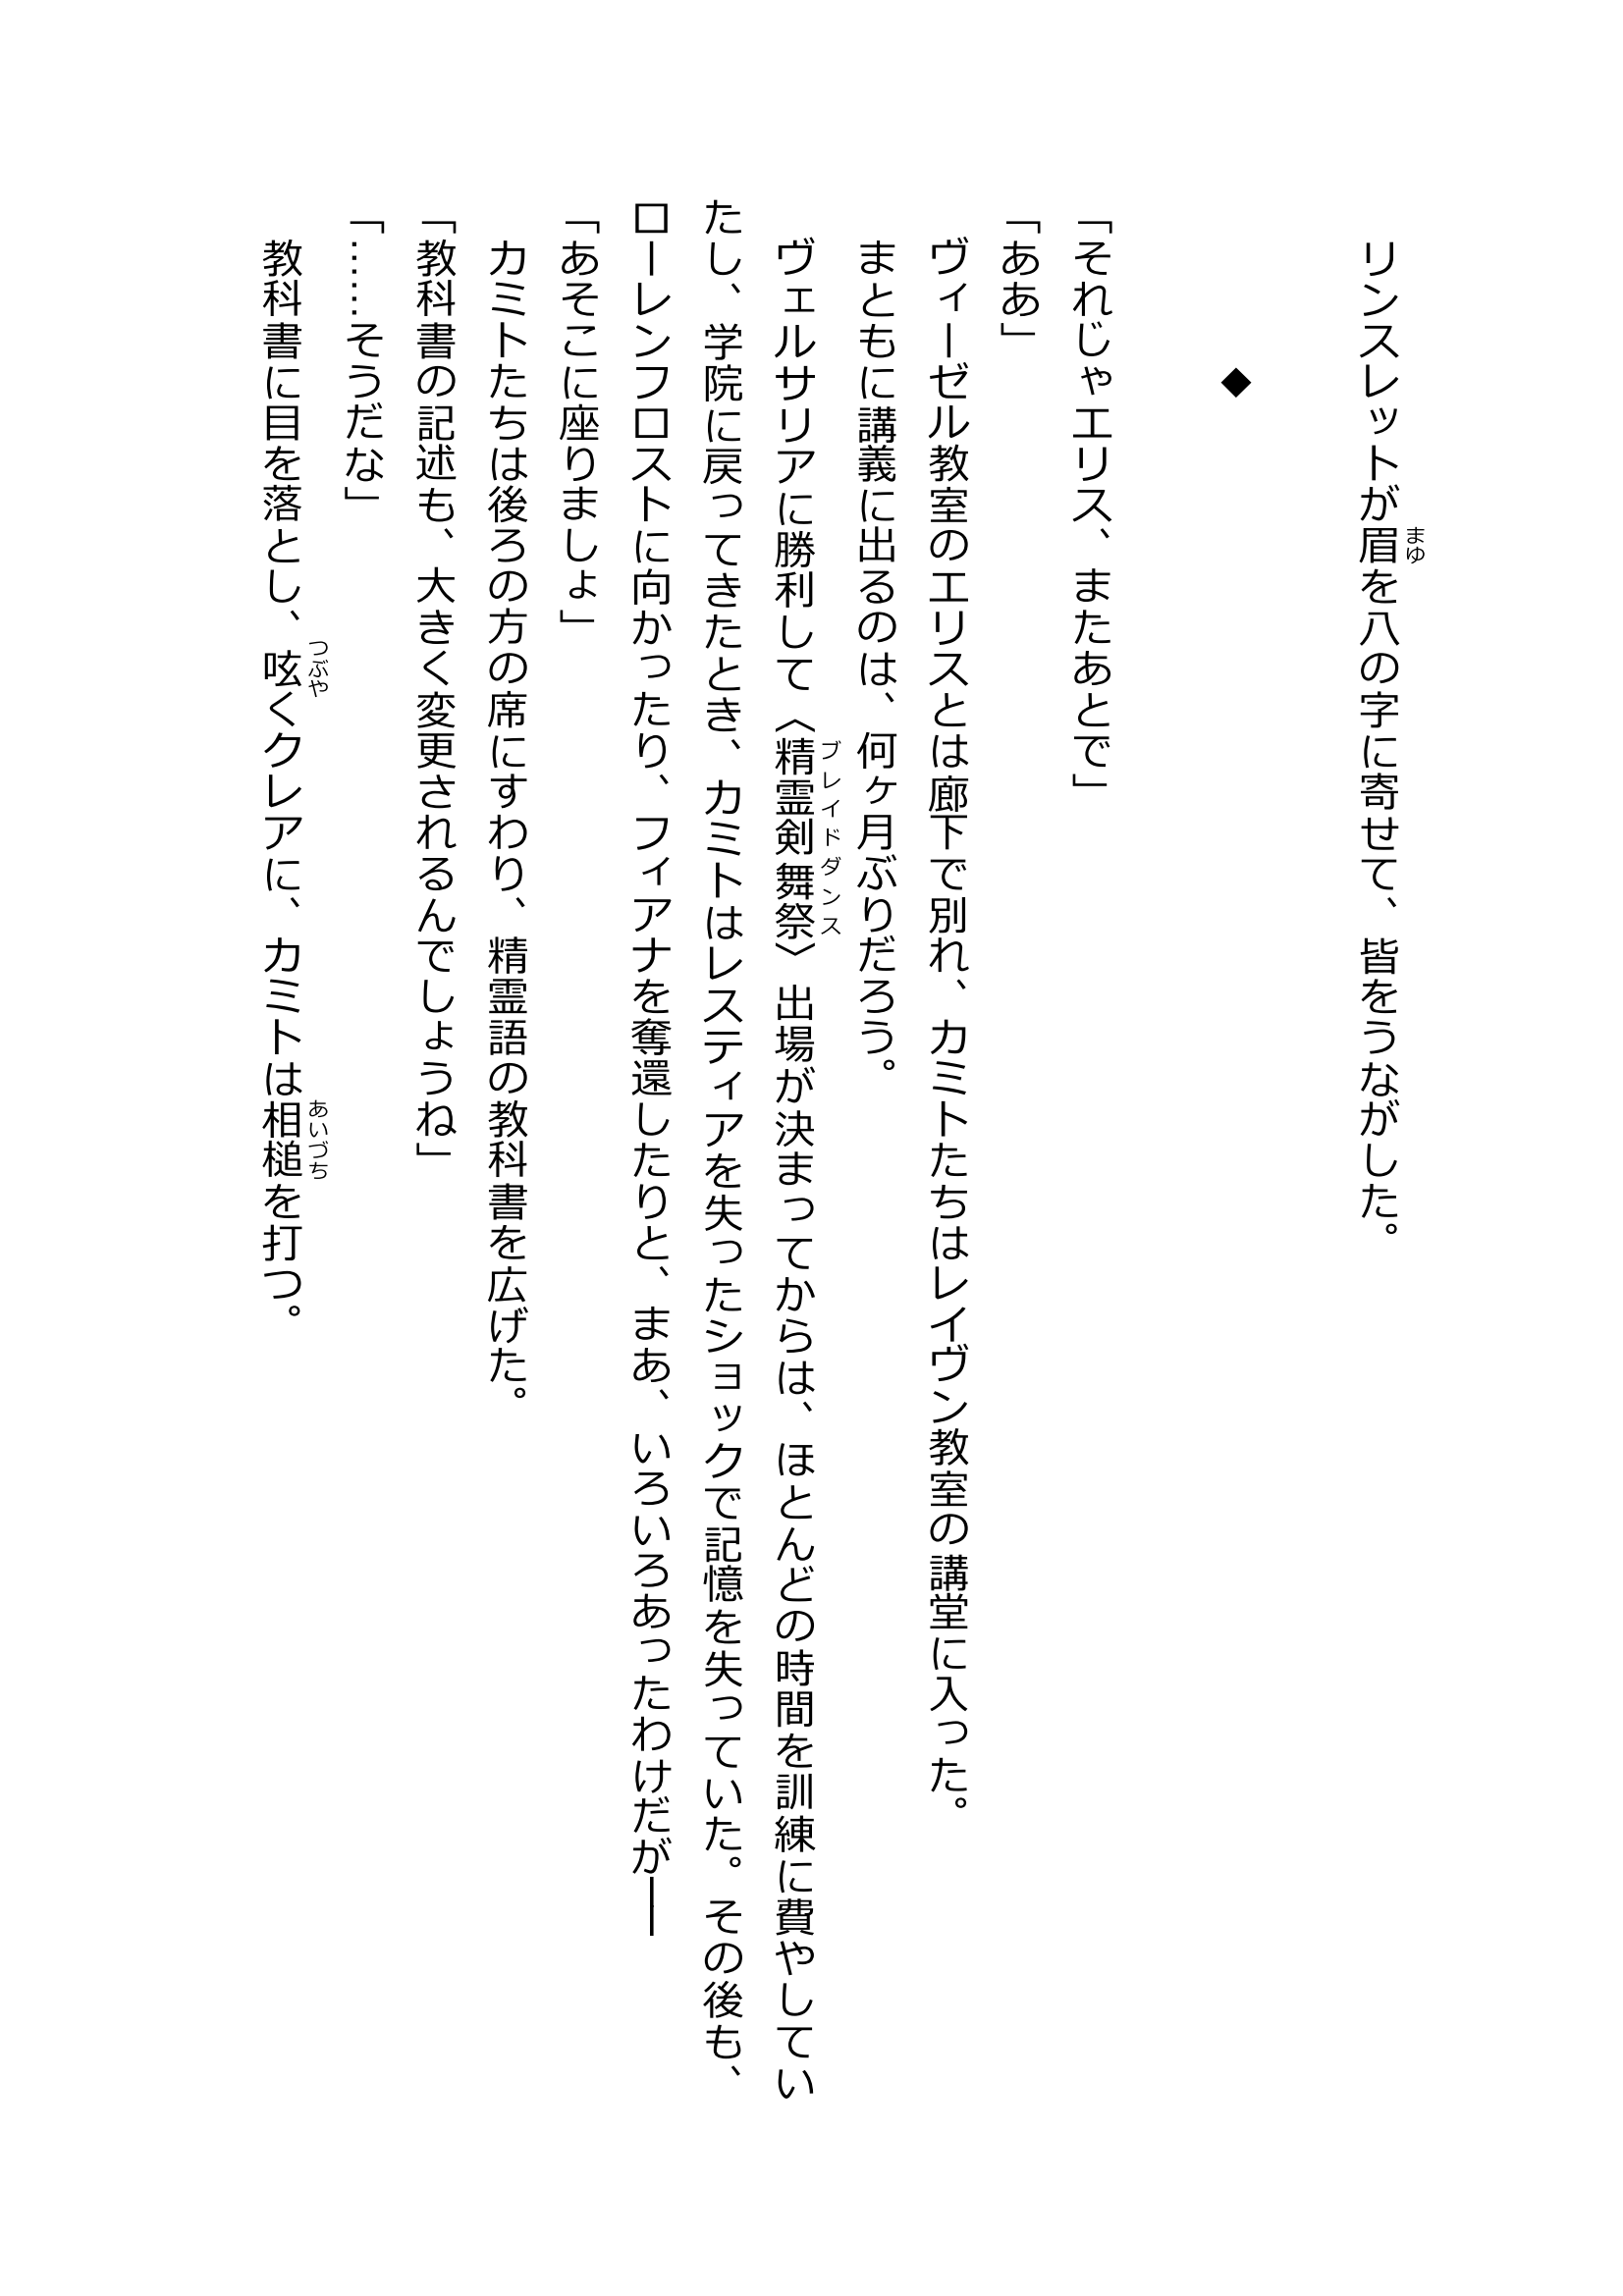 リンスレットが眉を八の字に寄せて、皆をうながした。
まゆ
◆
「それじゃエリス、またあとで」
「ああ」
ヴィーゼル教室のエリスとは廊下で別れ、カミトたちはレイヴン教室の講堂に入った。
まともに講義に出るのは、何ヶ月ぶりだろう。
ヴェルサリアに勝利して〈精霊剣舞祭〉出場が決まってからは、ほとんどの時間を訓練に費やしてい
ブレイドダンス
たし、学院に戻ってきたとき、カミトはレスティアを失ったショックで記憶を失っていた。その後も、
ローレンフロストに向かったり、フィアナを奪還したりと、まあ、いろいろあったわけだが――
「あそこに座りましょ」
カミトたちは後ろの方の席にすわり、精霊語の教科書を広げた。
「教科書の記述も、大きく変更されるんでしょうね」
「……そうだな」
教科書に目を落とし、呟くクレアに、カミトは相槌を打つ。
つぶや
あいづち